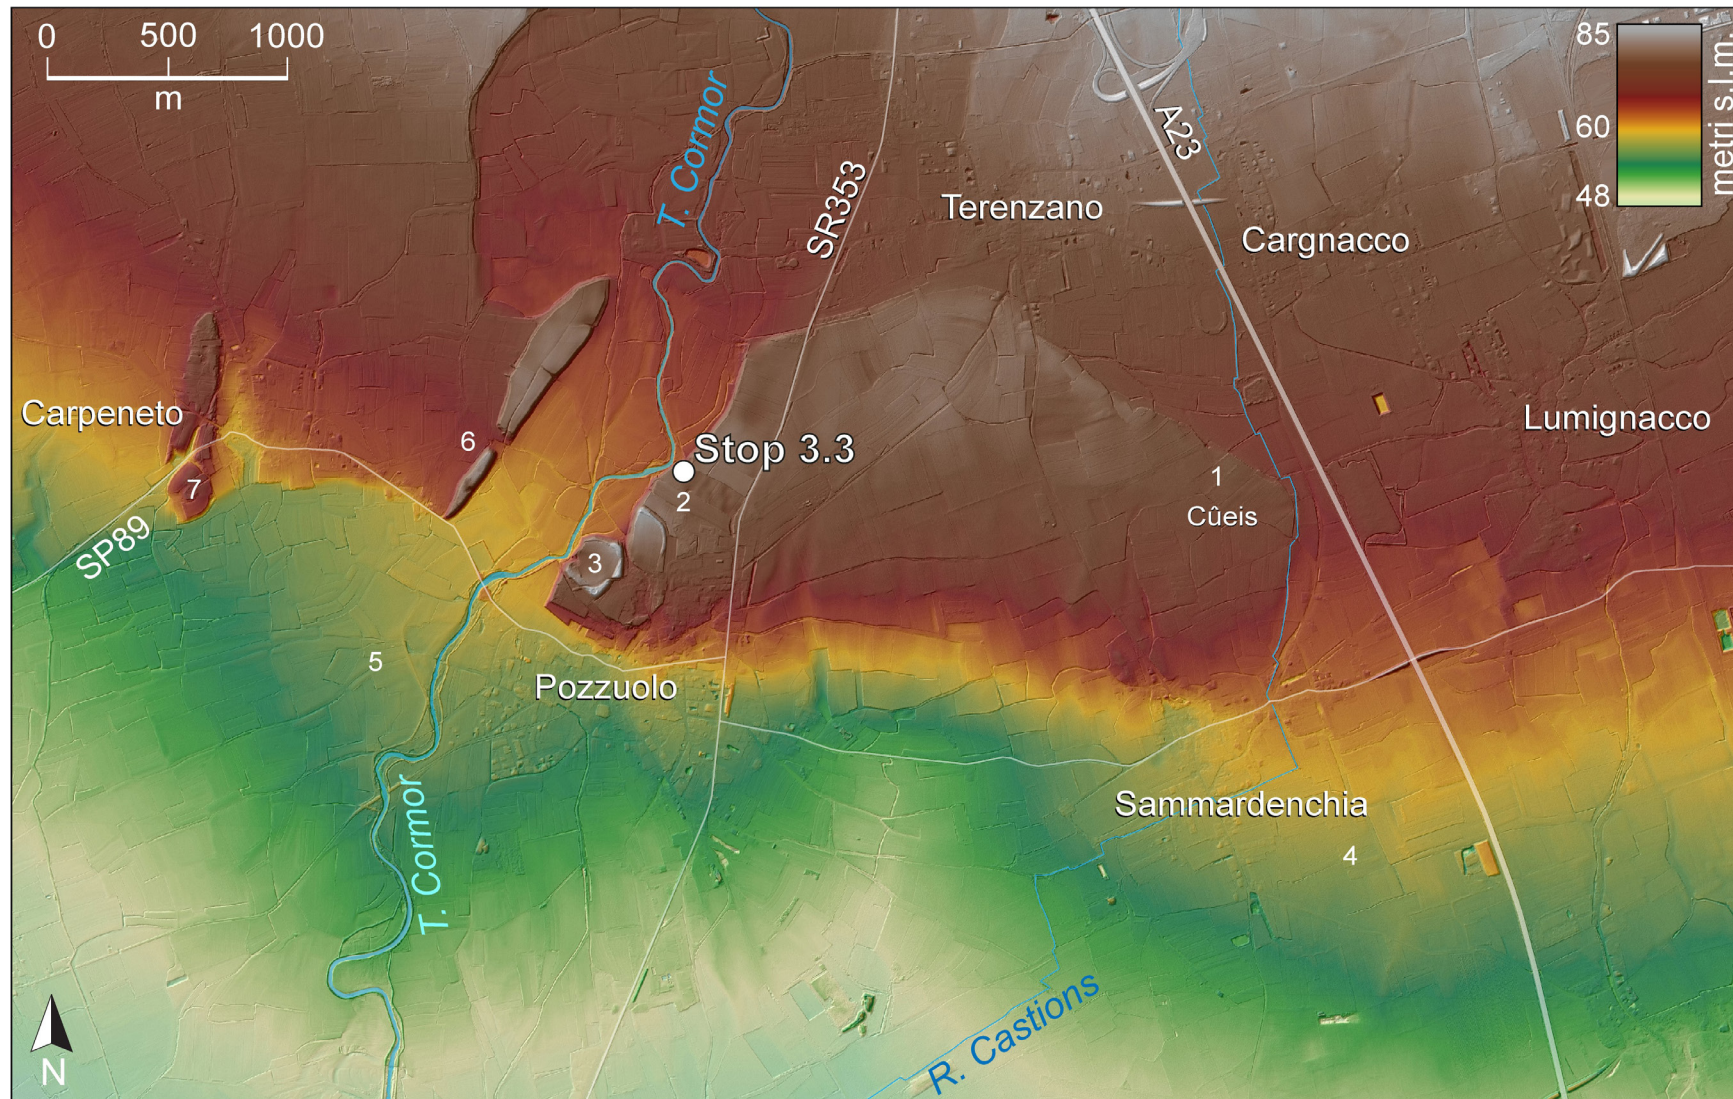 0 500 1000
m
85
60
48
metri s.l.m.
T. Cormor
SR353
A23
Terenzano
Cargnacco
Carpeneto
Lumignacco
6
Stop 3.3
7
1
2
Cûeis
SP89
3
5
Pozzuolo
Sammardenchia
4
T. Cormor
R. Castions
N